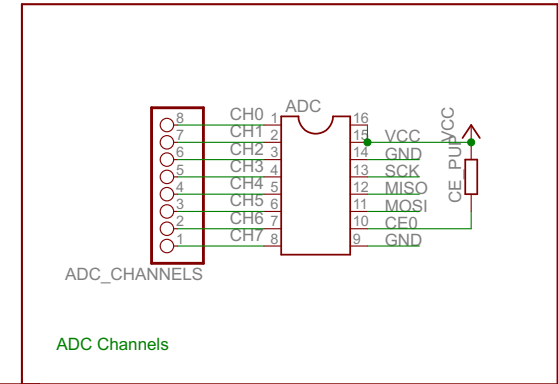 ADC
VCC
8 CH0 1 16
7 CH1 2 15 VCC
6 CH2 3 14 GND
5 CH3 4 13 SCK
4 CH4 5 12 MISO
3 CH5 6 11 MOSI
2 CH6 7 10 CE0
1 CH7 8 9 GND
CE_PUP
ADC_CHANNELS
ADC Channels